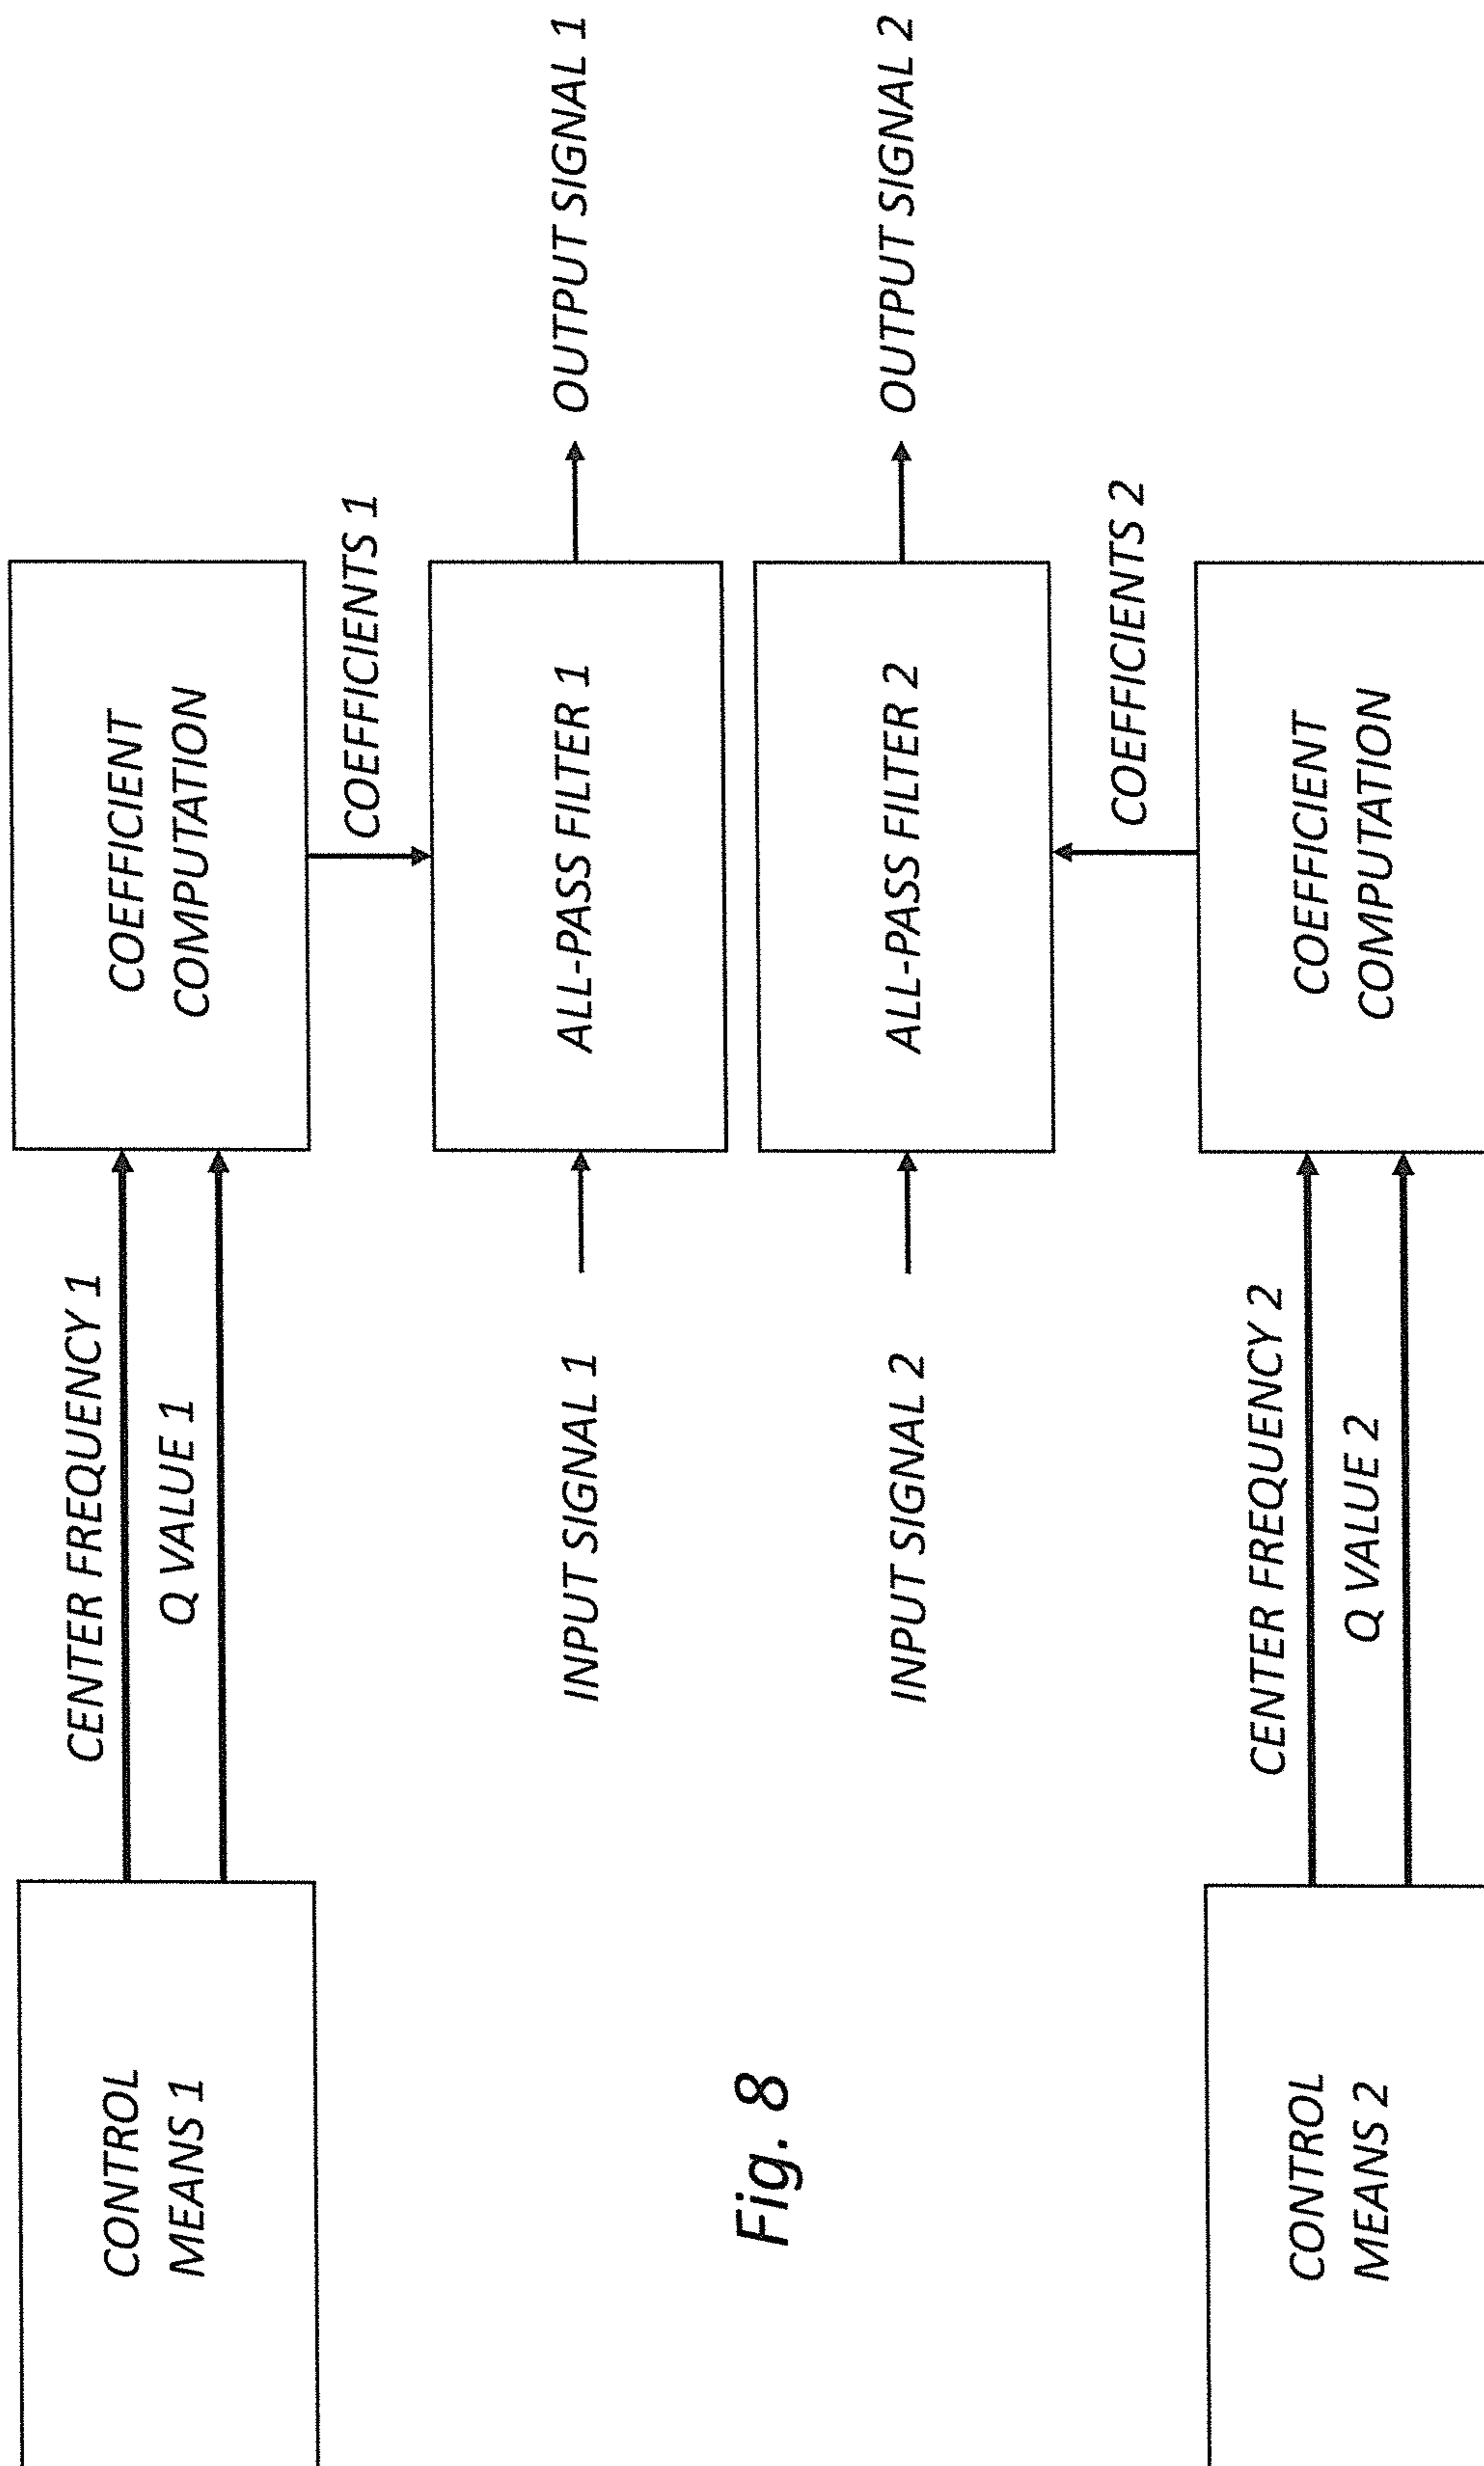 CONTROL
MEANS 1
CENTER FREQUENCY 1
Q VALUE 1
COEFFICIENT
COMPUTATION
COEFFICIENTS 1
INPUT SIGNAL 1
ALL-PASS FILTER 1
OUTPUT SIGNAL 1
INPUT SIGNAL 2
ALL-PASS FILTER 2
OUTPUT SIGNAL 2
COEFFICIENTS 2
CONTROL
MEANS 2
CENTER FREQUENCY 2
Q VALUE 2
COEFFICIENT
COMPUTATION
Fig. 8